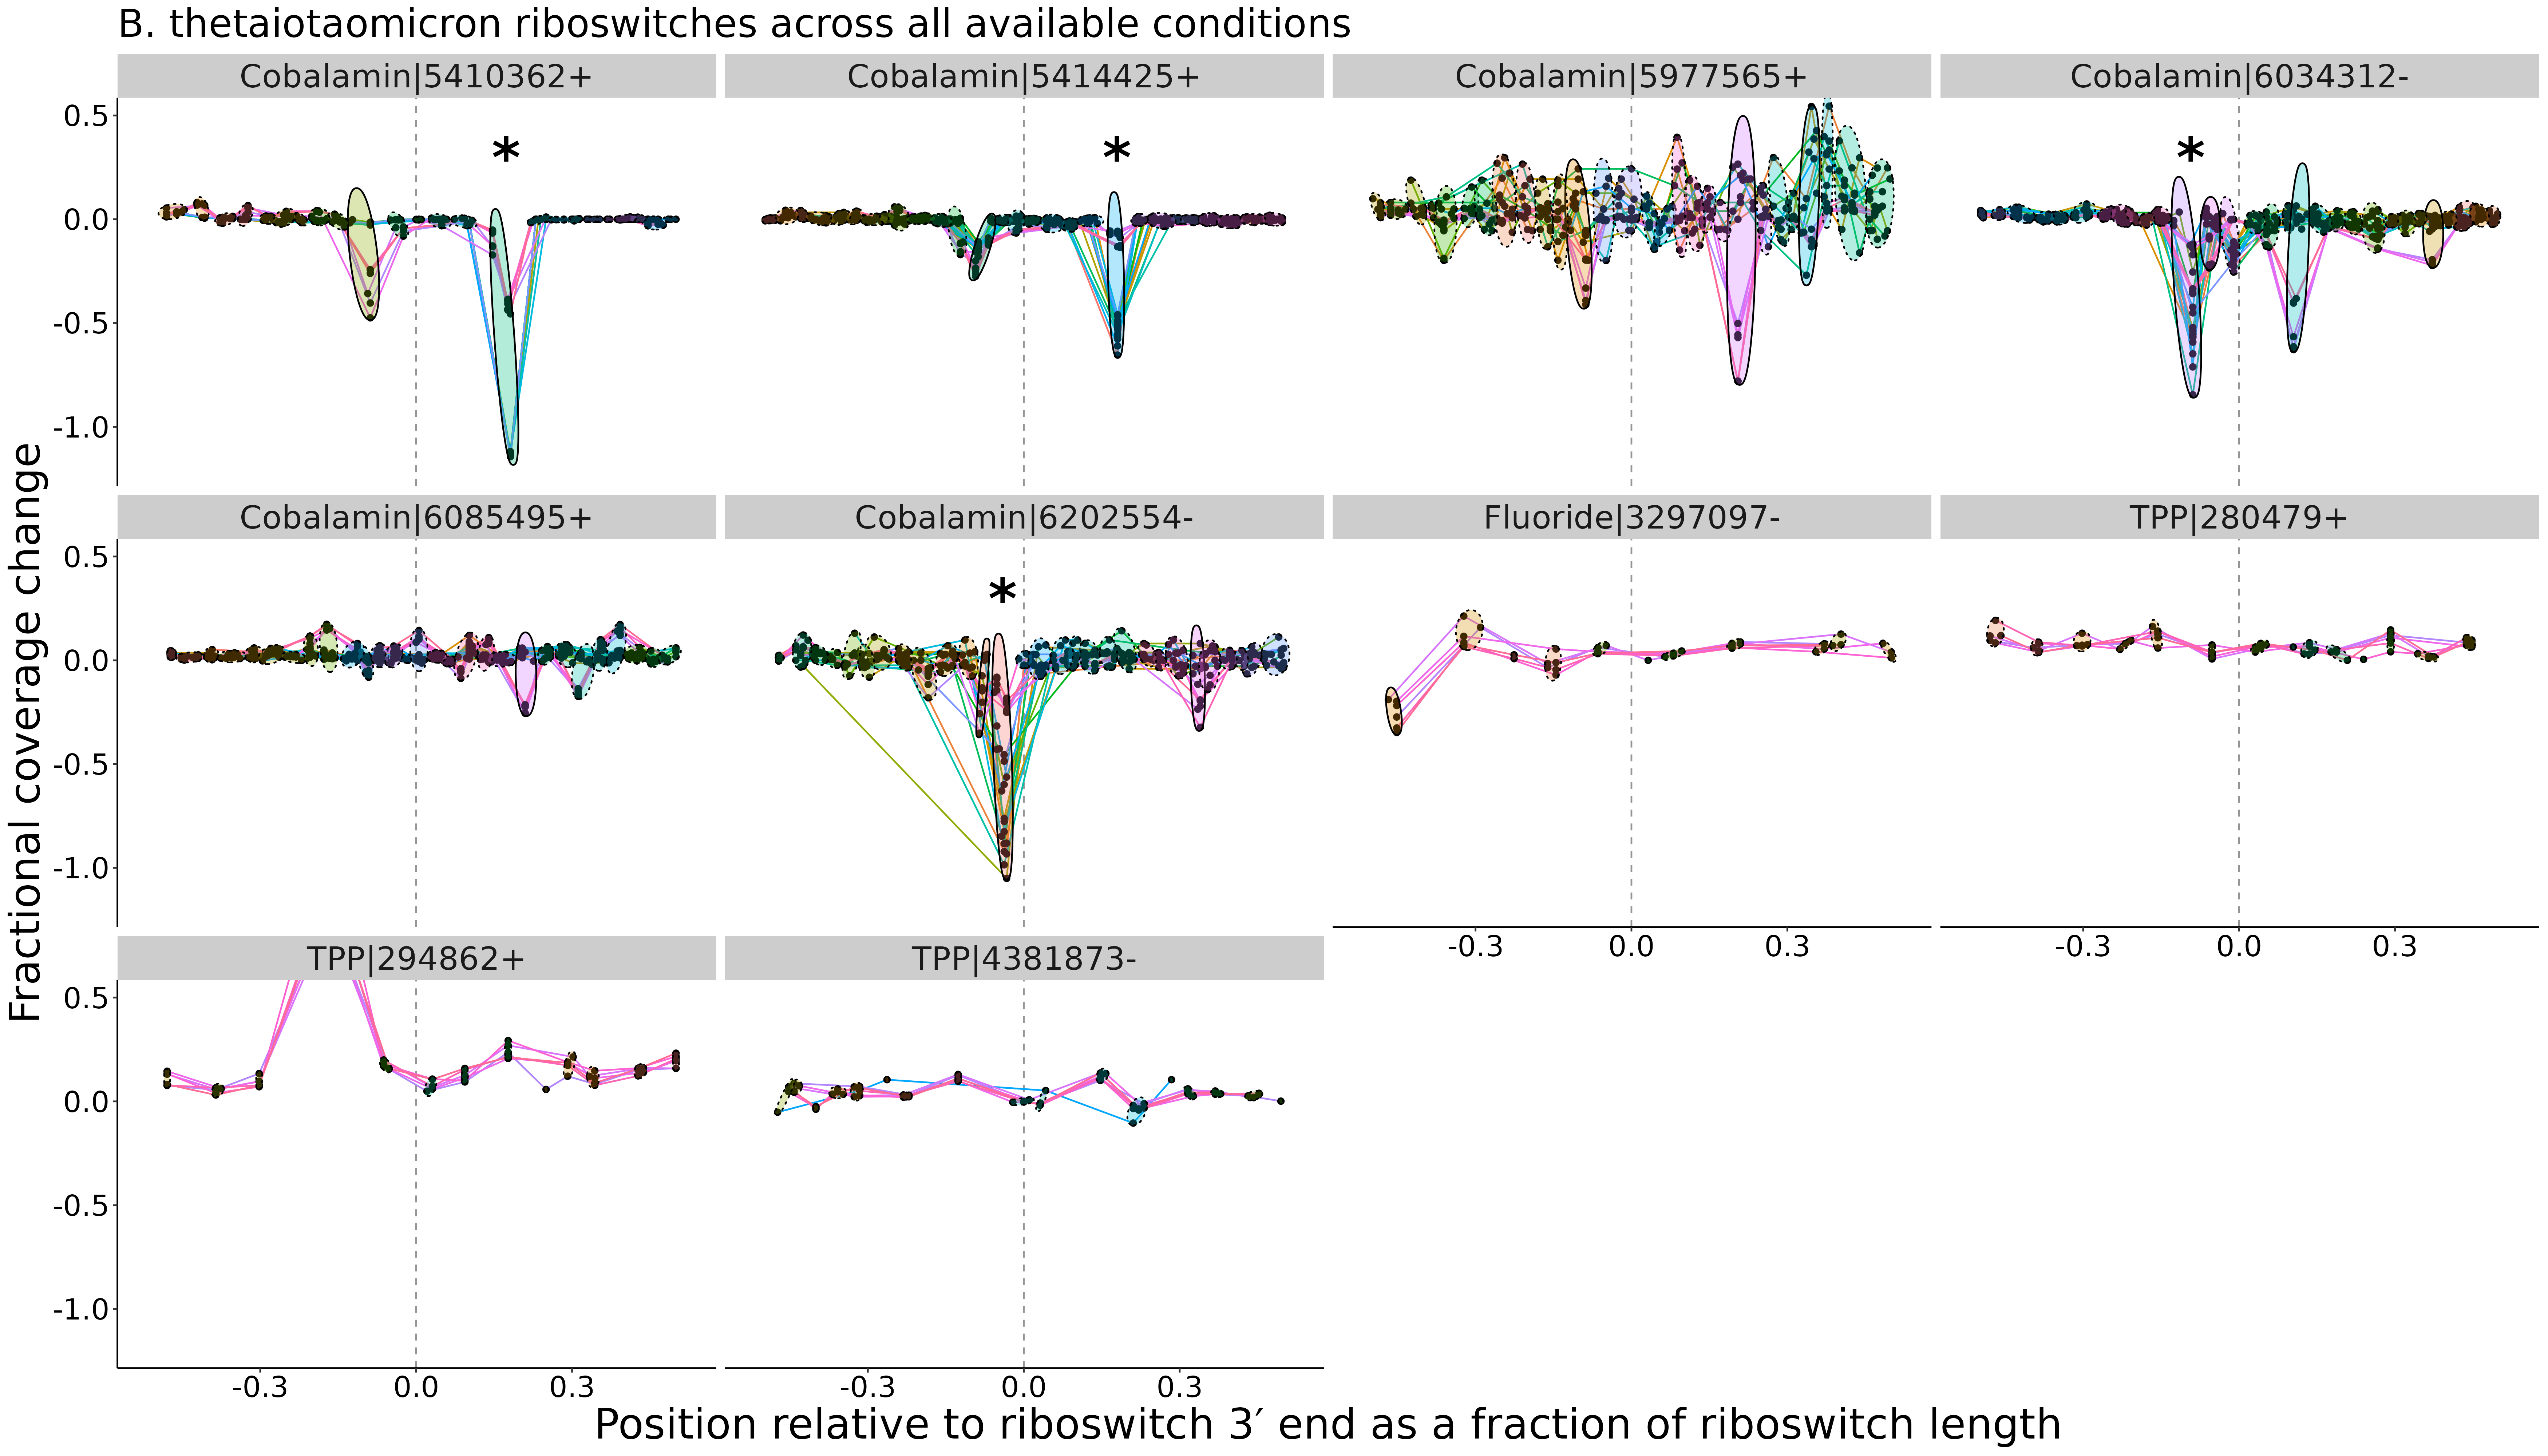 B. thetaiotaomicron riboswitches across all available conditions
Cobalamin|5410362+
Cobalamin|5414425+
Cobalamin|5977565+
Cobalamin|6034312-
0.5
0.0
-0.5
-1.0
*
*
*
Cobalamin|6085495+
Cobalamin|6202554-
Fluoride|3297097-
TPP|280479+
0.5
0.0
-0.5
-1.0
*
-0.3 0.0 0.3
-0.3 0.0 0.3
TPP|294862+
TPP|4381873-
0.5
0.0
-0.5
-1.0
-0.3 0.0 0.3
-0.3 0.0 0.3
Fractional coverage change
Position relative to riboswitch 3′ end as a fraction of riboswitch length